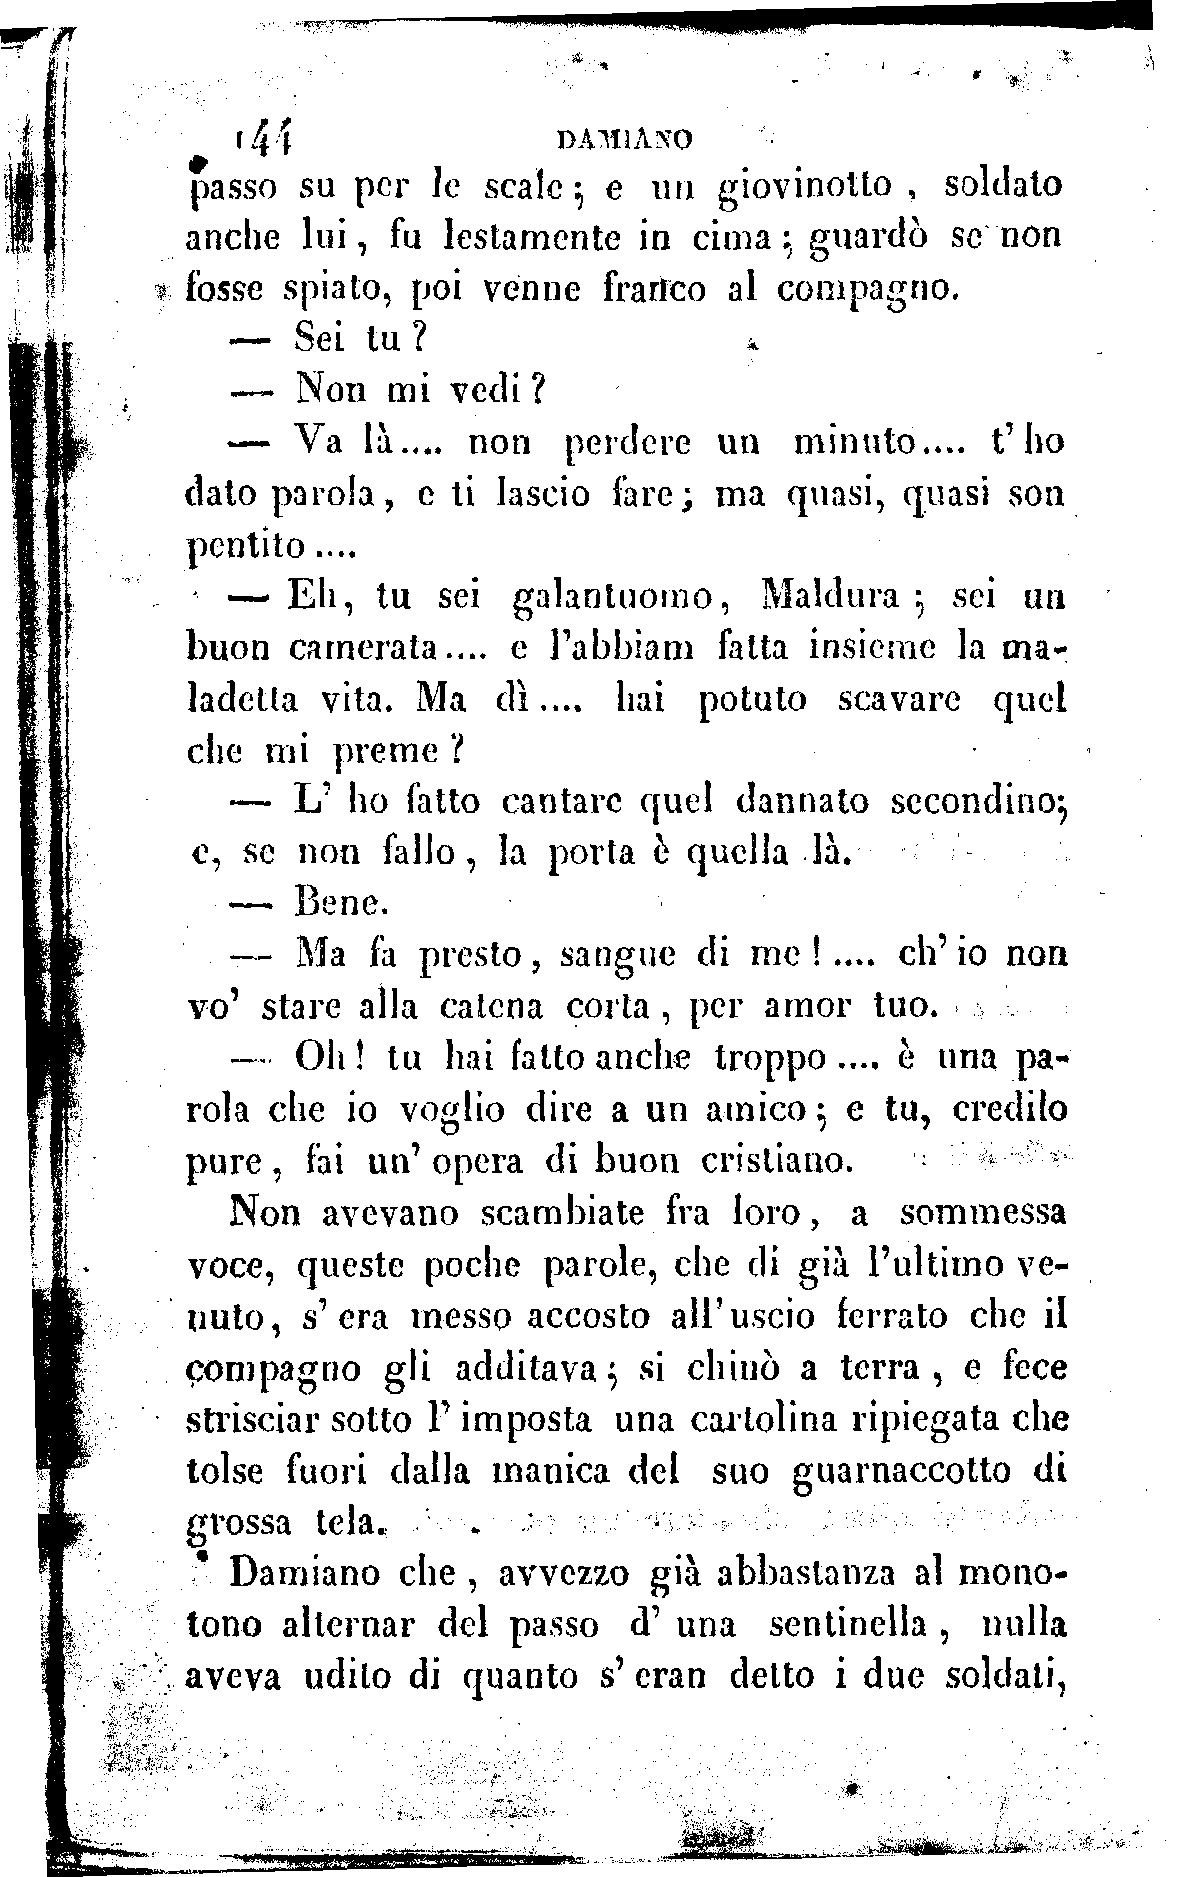 144 DAMIANO
passo su per le scale; e un giovinotto, soldato
anche lui, fu lestamente in cima; guardò se non
fosse spiato, poi venne franco al compagno.
— Sei tu?
— Non mi vedi?
— Va là.... non perdere un minuto.... t' ho
dato parola, e ti lascio fare; ma quasi, quasi son
pentito....
— Eh, tu sei galantuomo, Maldura; sei un
buon camerata.... e l'abbiam fatta insieme la ma-
ladetta vita. Ma dì.... hai potuto scavare quel
che mi preme?
— L' ho fatto cantare quel dannato secondino;
e, se non fallo, la porta è quella là.
— Bene.
— Ma fa presto, sangue di me!.... ch' io non
vo' stare alla catena corta, per amor tuo.
— Oh! tu hai fatto anche troppo.... è una pa-
rola che io voglio dire a un amico; e tu, credilo
pure, fai un' opera di buon cristiano.
Non avevano scambiate fra loro, a sommessa
voce, queste poche parole, che di già l'ultimo ve-
nuto, s' era messo accosto all' uscio ferrato che il
compagno gli additava; si chinò a terra, e fece
strisciar sotto l' imposta una cartolina ripiegata che
tolse fuori dalla manica del suo guarnaccotto di
grossa tela.
Damiano che, avvezzo già abbastanza al mono-
tono alternar del passo d' una sentinella, nulla
aveva udito di quanto s' eran detto i due soldati,